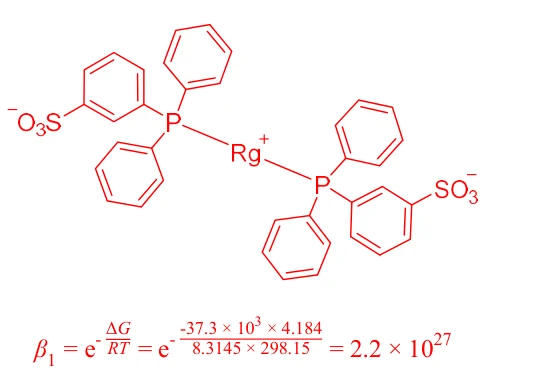 ⁻O₃S
P
Rg⁺
P
SO₃⁻
β₁ = e^(-ΔG/RT) = e^(-(-37.3 × 10³ × 4.184)/(8.3145 × 298.15)) = 2.2 × 10²⁷